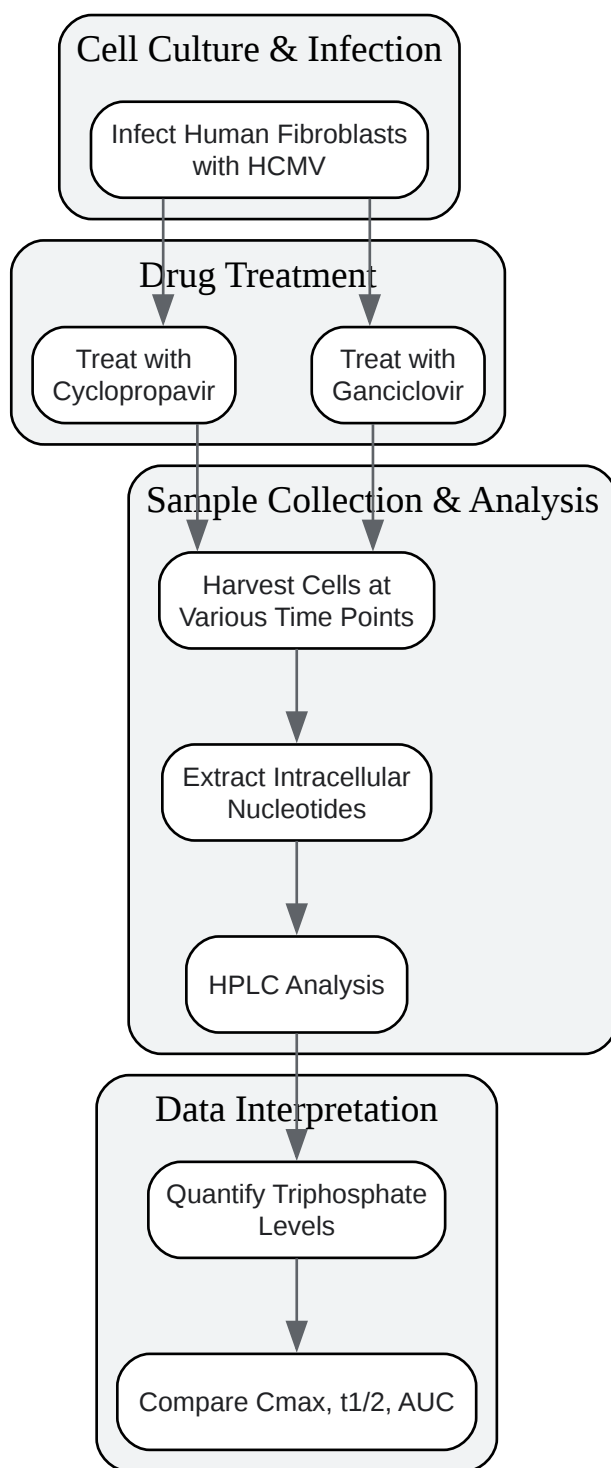 Cell Culture & Infection
Infect Human Fibroblasts
with HCMV
Drug Treatment
Treat with
Cyclopropavir
Treat with
Ganciclovir
Sample Collection & Analysis
Harvest Cells at
Various Time Points
Extract Intracellular
Nucleotides
HPLC Analysis
Data Interpretation
Quantify Triphosphate
Levels
Compare Cmax, t1/2, AUC